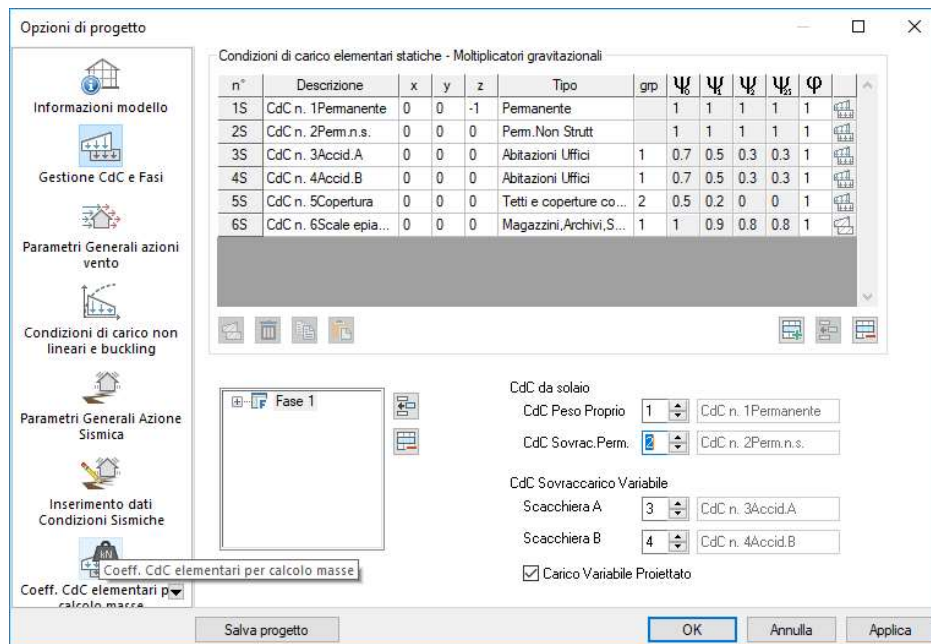 Opzioni di progetto
Informazioni modello
Gestione CdC e Fasi
Parametri Generali azioni
vento
Condizioni di carico non
lineari e buckling
Parametri Generali Azione
Sismica
Inserimento dati
Condizioni Sismiche
kN
Coeff. CdC elementari per calcolo masse
Coeff. CdC elementari p
calcolo masse
Condizioni di carico elementari statiche - Moltiplicatori gravitazionali
n° Descrizione x y z Tipo grp Ψ0 Ψ1 Ψ2 Ψ2s φ
1S CdC n. 1Permanente 0 0 -1 Permanente 1 1 1 1 1
2S CdC n. 2Perm.n.s. 0 0 0 Perm.Non Strutt 1 1 1 1 1
3S CdC n. 3Accid.A 0 0 0 Abitazioni Uffici 1 0.7 0.5 0.3 0.3 1
4S CdC n. 4Accid.B 0 0 0 Abitazioni Uffici 1 0.7 0.5 0.3 0.3 1
5S CdC n. 5Copertura 0 0 0 Tetti e coperture co... 2 0.5 0.2 0 0 1
6S CdC n. 6Scale epia... 0 0 0 Magazzini,Archivi,S... 1 1 0.9 0.8 0.8 1
F Fase 1
CdC da solaio
CdC Peso Proprio 1 CdC n. 1Permanente
CdC Sovrac.Perm. 2 CdC n. 2Perm.n.s.
CdC Sovraccarico Variabile
Scacchiera A 3 CdC n. 3Accid.A
Scacchiera B 4 CdC n. 4Accid.B
Carico Variabile Proiettato
Salva progetto OK Annulla Applica